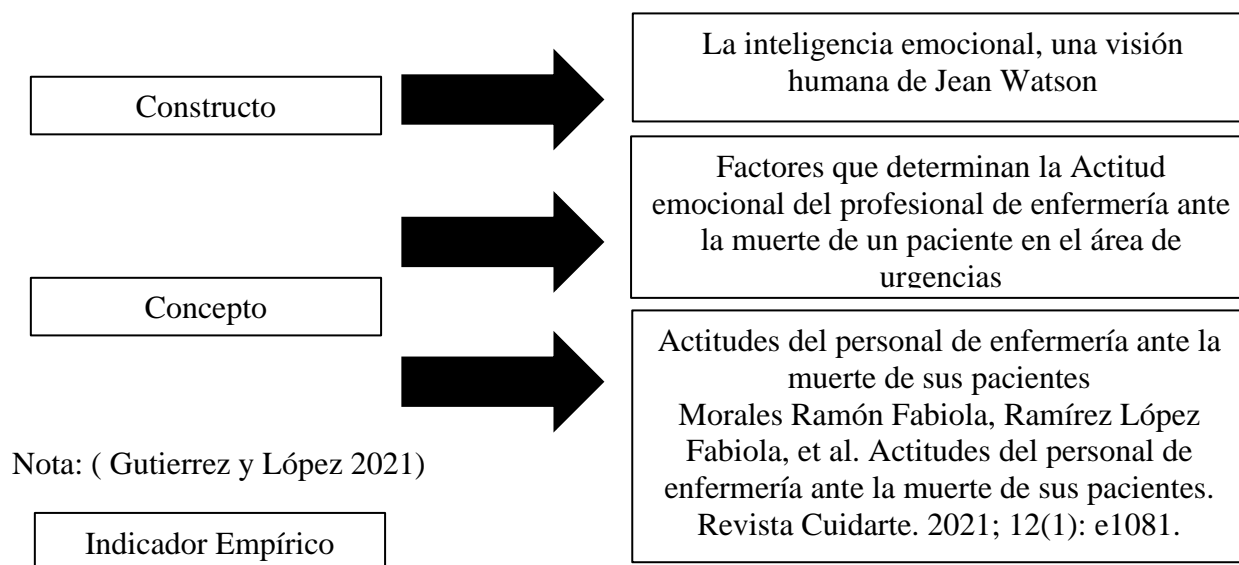 Constructo
La inteligencia emocional, una visión
humana de Jean Watson
Concepto
Factores que determinan la Actitud
emocional del profesional de enfermería ante
la muerte de un paciente en el área de
urgencias
Actitudes del personal de enfermería ante la
muerte de sus pacientes
Morales Ramón Fabiola, Ramírez López
Fabiola, et al. Actitudes del personal de
enfermería ante la muerte de sus pacientes.
Revista Cuidarte. 2021; 12(1): e1081.
Nota: ( Gutierrez y López 2021)
Indicador Empírico